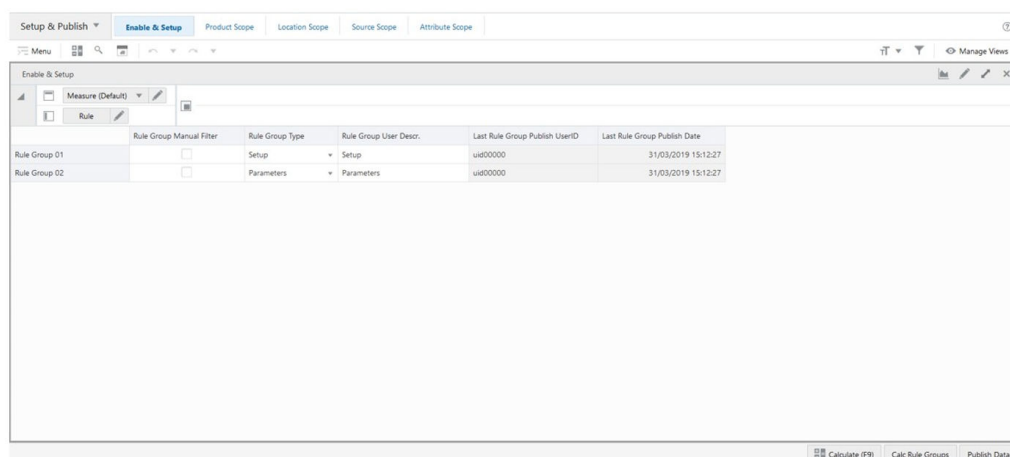 Setup & Publish Enable & Setup Product Scope Location Scope Source Scope Attribute Scope
Menu Manage Views
Enable & Setup
Measure (Default)
Rule
Rule Group Manual Filter Rule Group Type Rule Group User Descr. Last Rule Group Publish UserID Last Rule Group Publish Date
Rule Group 01 Setup Setup uid00000 31/03/2019 15:12:27
Rule Group 02 Parameters Parameters uid00000 31/03/2019 15:12:27
Calculate (F9) Calc Rule Groups Publish Data